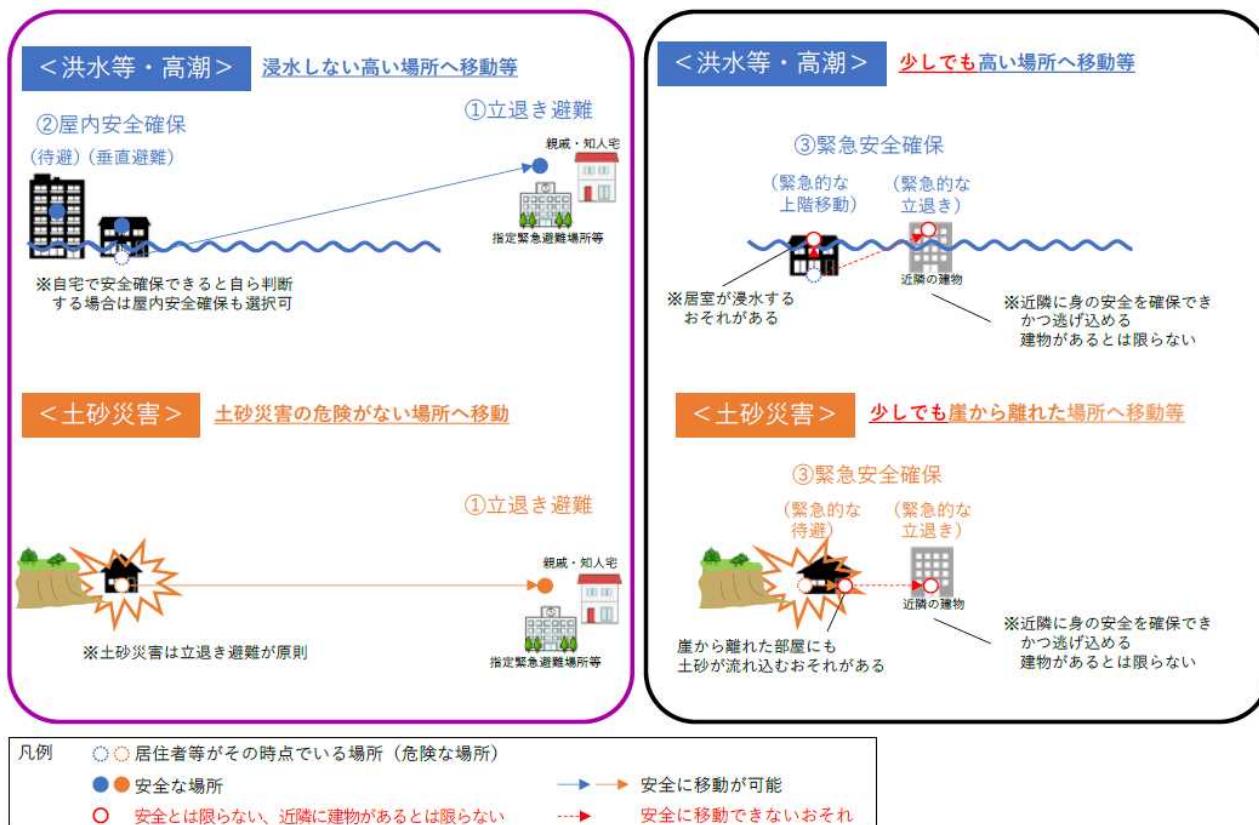 ＜洪水等・高潮＞
浸水しない高い場所へ移動等
①立退き避難
②屋内安全確保
(待避)(垂直避難)
親戚・知人宅
指定緊急避難場所等
※自宅で安全確保できると自ら判断
する場合は屋内安全確保も選択可
＜土砂災害＞
土砂災害の危険がない場所へ移動
①立退き避難
親戚・知人宅
指定緊急避難場所等
※土砂災害は立退き避難が原則
＜洪水等・高潮＞
少しでも高い場所へ移動等
③緊急安全確保
(緊急的な
上階移動)
(緊急的な
立退き)
近隣の建物
※居室が浸水する
おそれがある
※近隣に身の安全を確保でき
かつ逃げ込める
建物があるとは限らない
＜土砂災害＞
少しでも崖から離れた場所へ移動等
③緊急安全確保
(緊急的な
待避)
(緊急的な
立退き)
近隣の建物
崖から離れた部屋にも
土砂が流れ込むおそれがある
※近隣に身の安全を確保でき
かつ逃げ込める
建物があるとは限らない
凡例
居住者等がその時点でいる場所（危険な場所）
安全な場所
安全に移動が可能
安全とは限らない、近隣に建物があるとは限らない
安全に移動できないおそれ